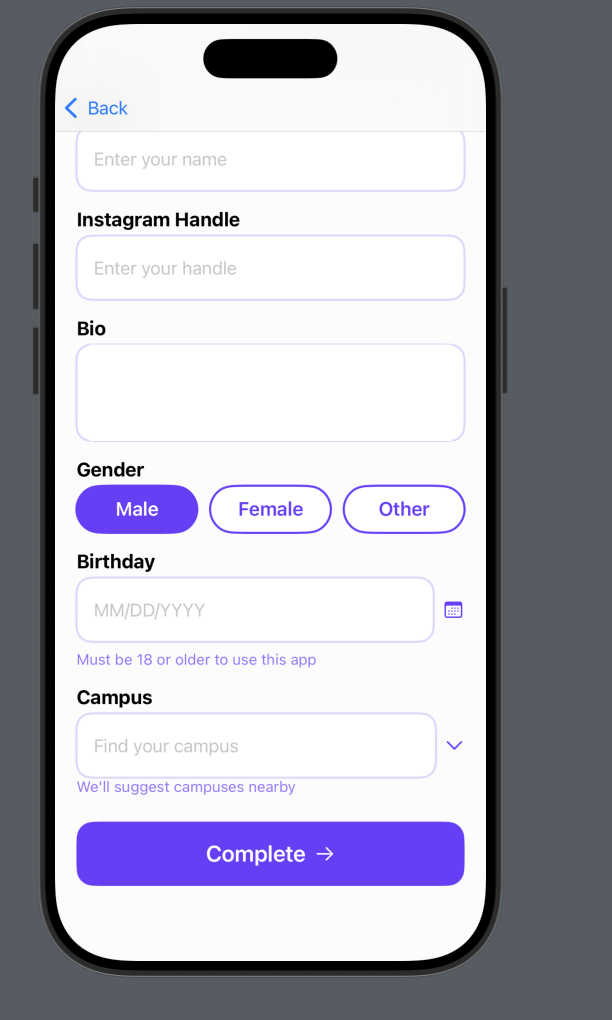 Back
Enter your name
Instagram Handle
Enter your handle
Bio
Gender
Male Female Other
Birthday
MM/DD/YYYY
Must be 18 or older to use this app
Campus
Find your campus
We'll suggest campuses nearby
Complete →